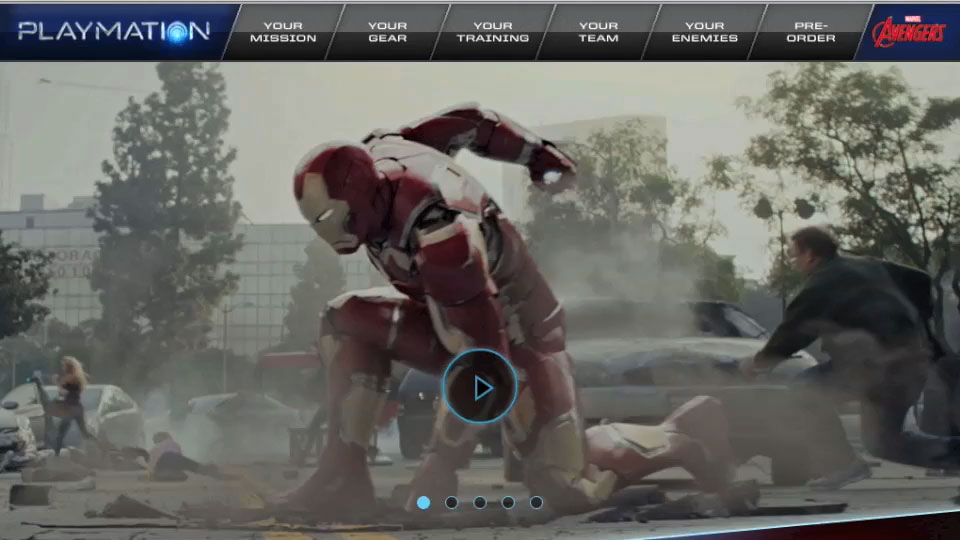 PLAYMATION
YOUR
MISSION
YOUR
GEAR
YOUR
TRAINING
YOUR
TEAM
YOUR
ENEMIES
PRE-
ORDER
MARVEL
AVENGERS